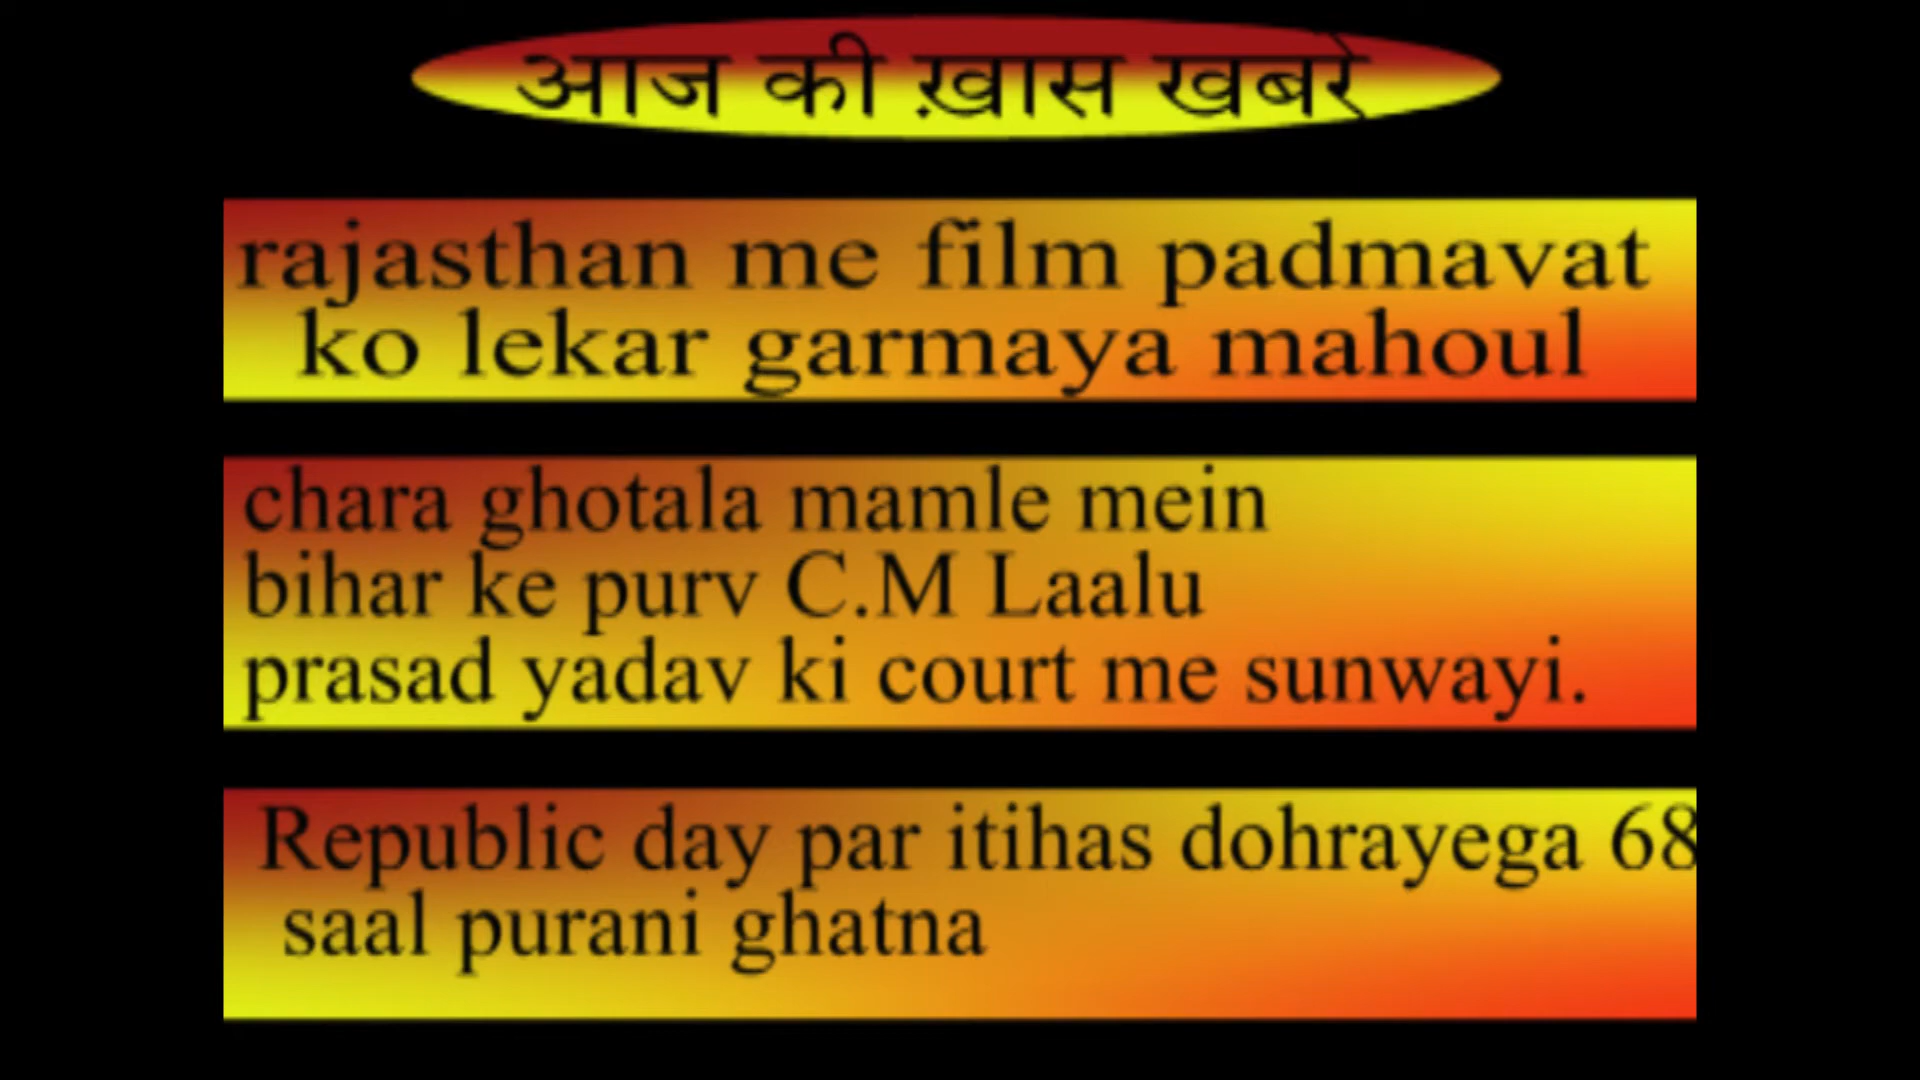 आज की ख़ास खबरे
rajasthan me film padmavat
ko lekar garmaya mahoul
chara ghotala mamle mein
bihar ke purv C.M Laalu
prasad yadav ki court me sunwayi.
Republic day par itihas dohrayega 68
saal purani ghatna